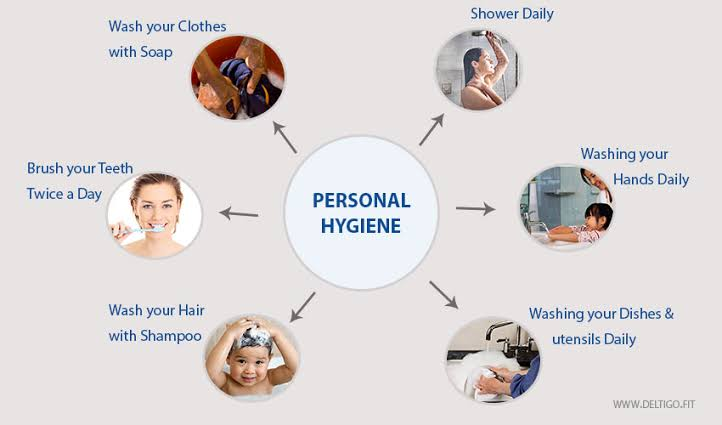 Wash your Clothes
with Soap
Shower Daily
Brush your Teeth
Twice a Day
PERSONAL
HYGIENE
Washing your
Hands Daily
Wash your Hair
with Shampoo
Washing your Dishes &
utensils Daily
WWW.DELTIGO.FIT